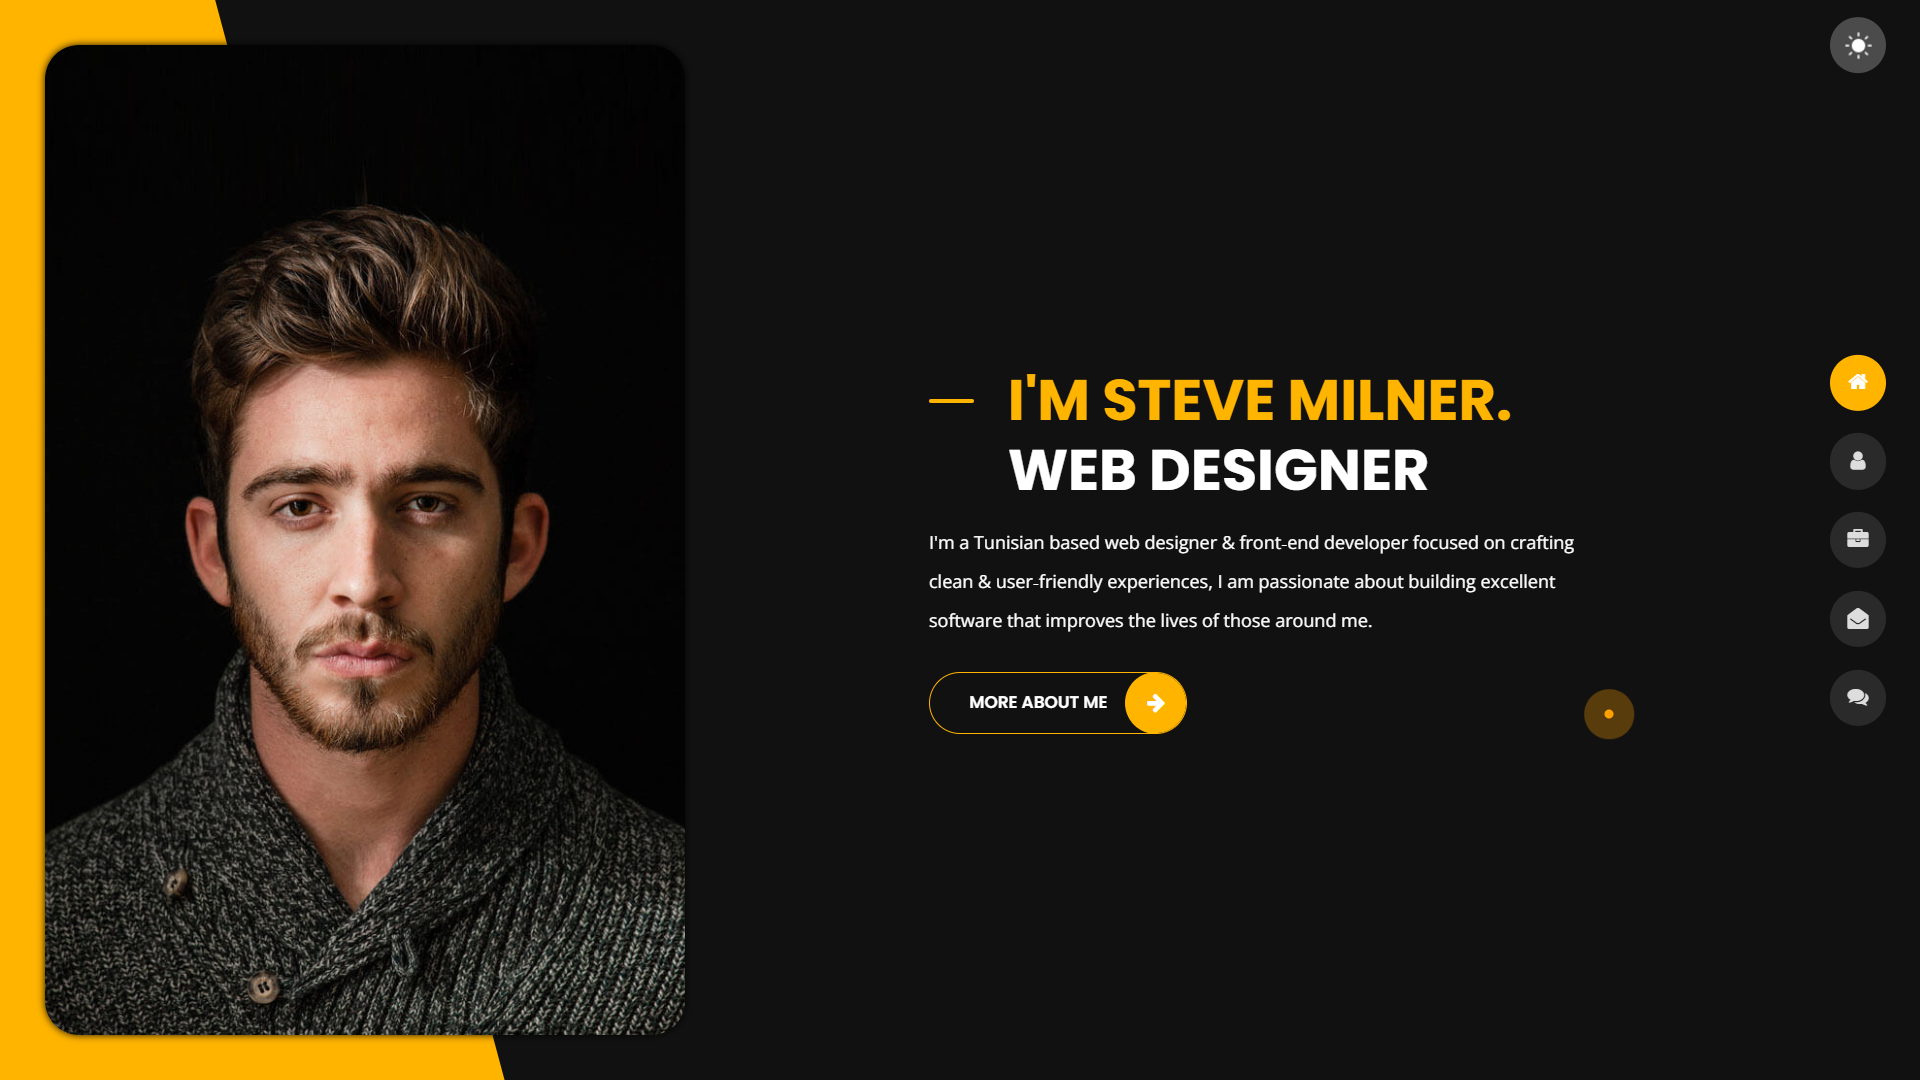 I'M STEVE MILNER.
WEB DESIGNER
I'm a Tunisian based web designer & front-end developer focused on crafting
clean & user-friendly experiences, I am passionate about building excellent
software that improves the lives of those around me.
MORE ABOUT ME